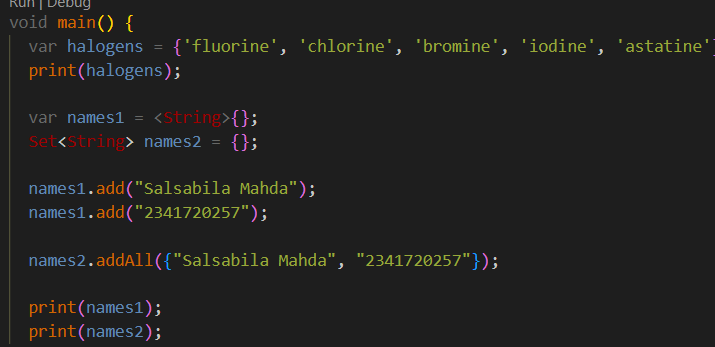 Run | Debug
void main() {
var halogens = {'fluorine', 'chlorine', 'bromine', 'iodine', 'astatine'}
print(halogens);
var names1 = <String>{};
Set<String> names2 = {};
names1.add("Salsabila Mahda");
names1.add("2341720257");
names2.addAll({"Salsabila Mahda", "2341720257"});
print(names1);
print(names2);